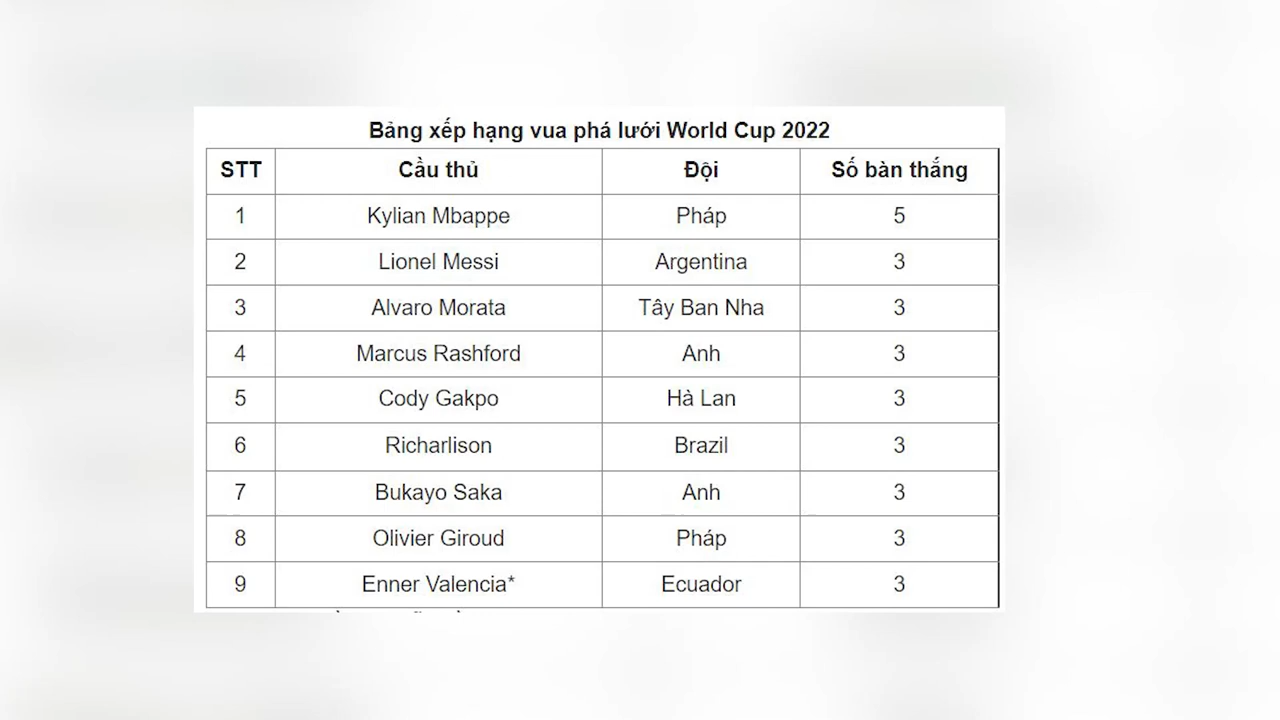 Bảng xếp hạng vua phá lưới World Cup 2022
STT Cầu thủ Đội Số bàn thắng
1 Kylian Mbappe Pháp 5
2 Lionel Messi Argentina 3
3 Alvaro Morata Tây Ban Nha 3
4 Marcus Rashford Anh 3
5 Cody Gakpo Hà Lan 3
6 Richarlison Brazil 3
7 Bukayo Saka Anh 3
8 Olivier Giroud Pháp 3
9 Enner Valencia* Ecuador 3